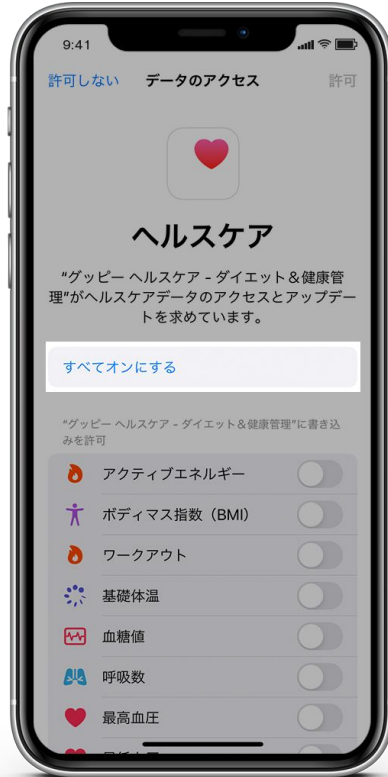 9:41
許可しない データのアクセス 許可
ヘルスケア
“グッピー ヘルスケア - ダイエット＆健康管
理”がヘルスケアデータのアクセスとアップデー
トを求めています。
すべてオンにする
“グッピー ヘルスケア - ダイエット＆健康管理”に書き込
みを許可
アクティブエネルギー
ボディマス指数（BMI）
ワークアウト
基礎体温
血糖値
呼吸数
最高血圧